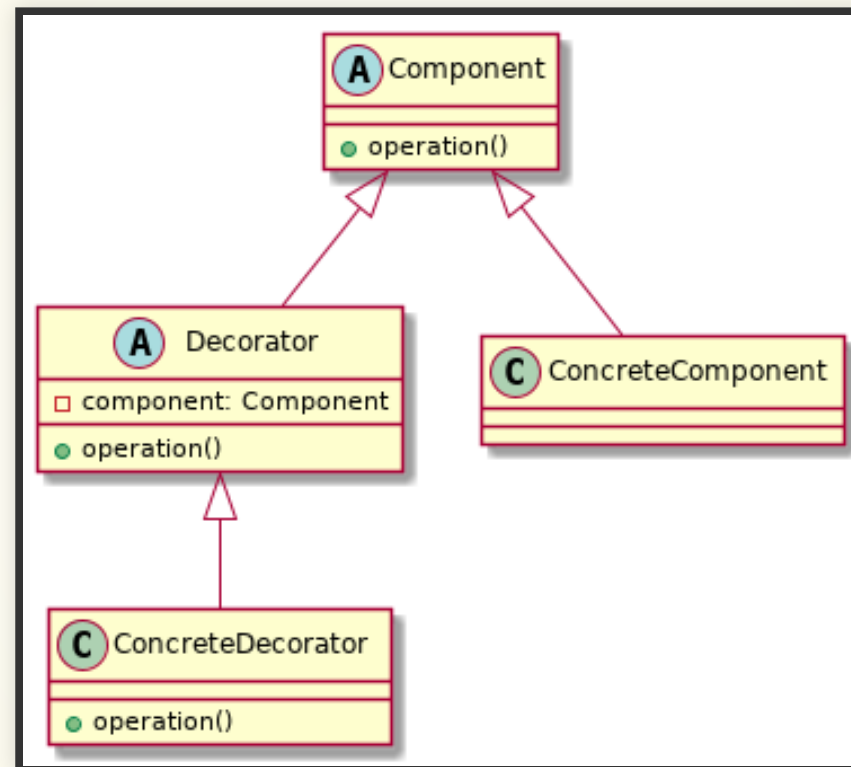 A Component
operation()
A Decorator
component: Component
operation()
C ConcreteComponent
C ConcreteDecorator
operation()